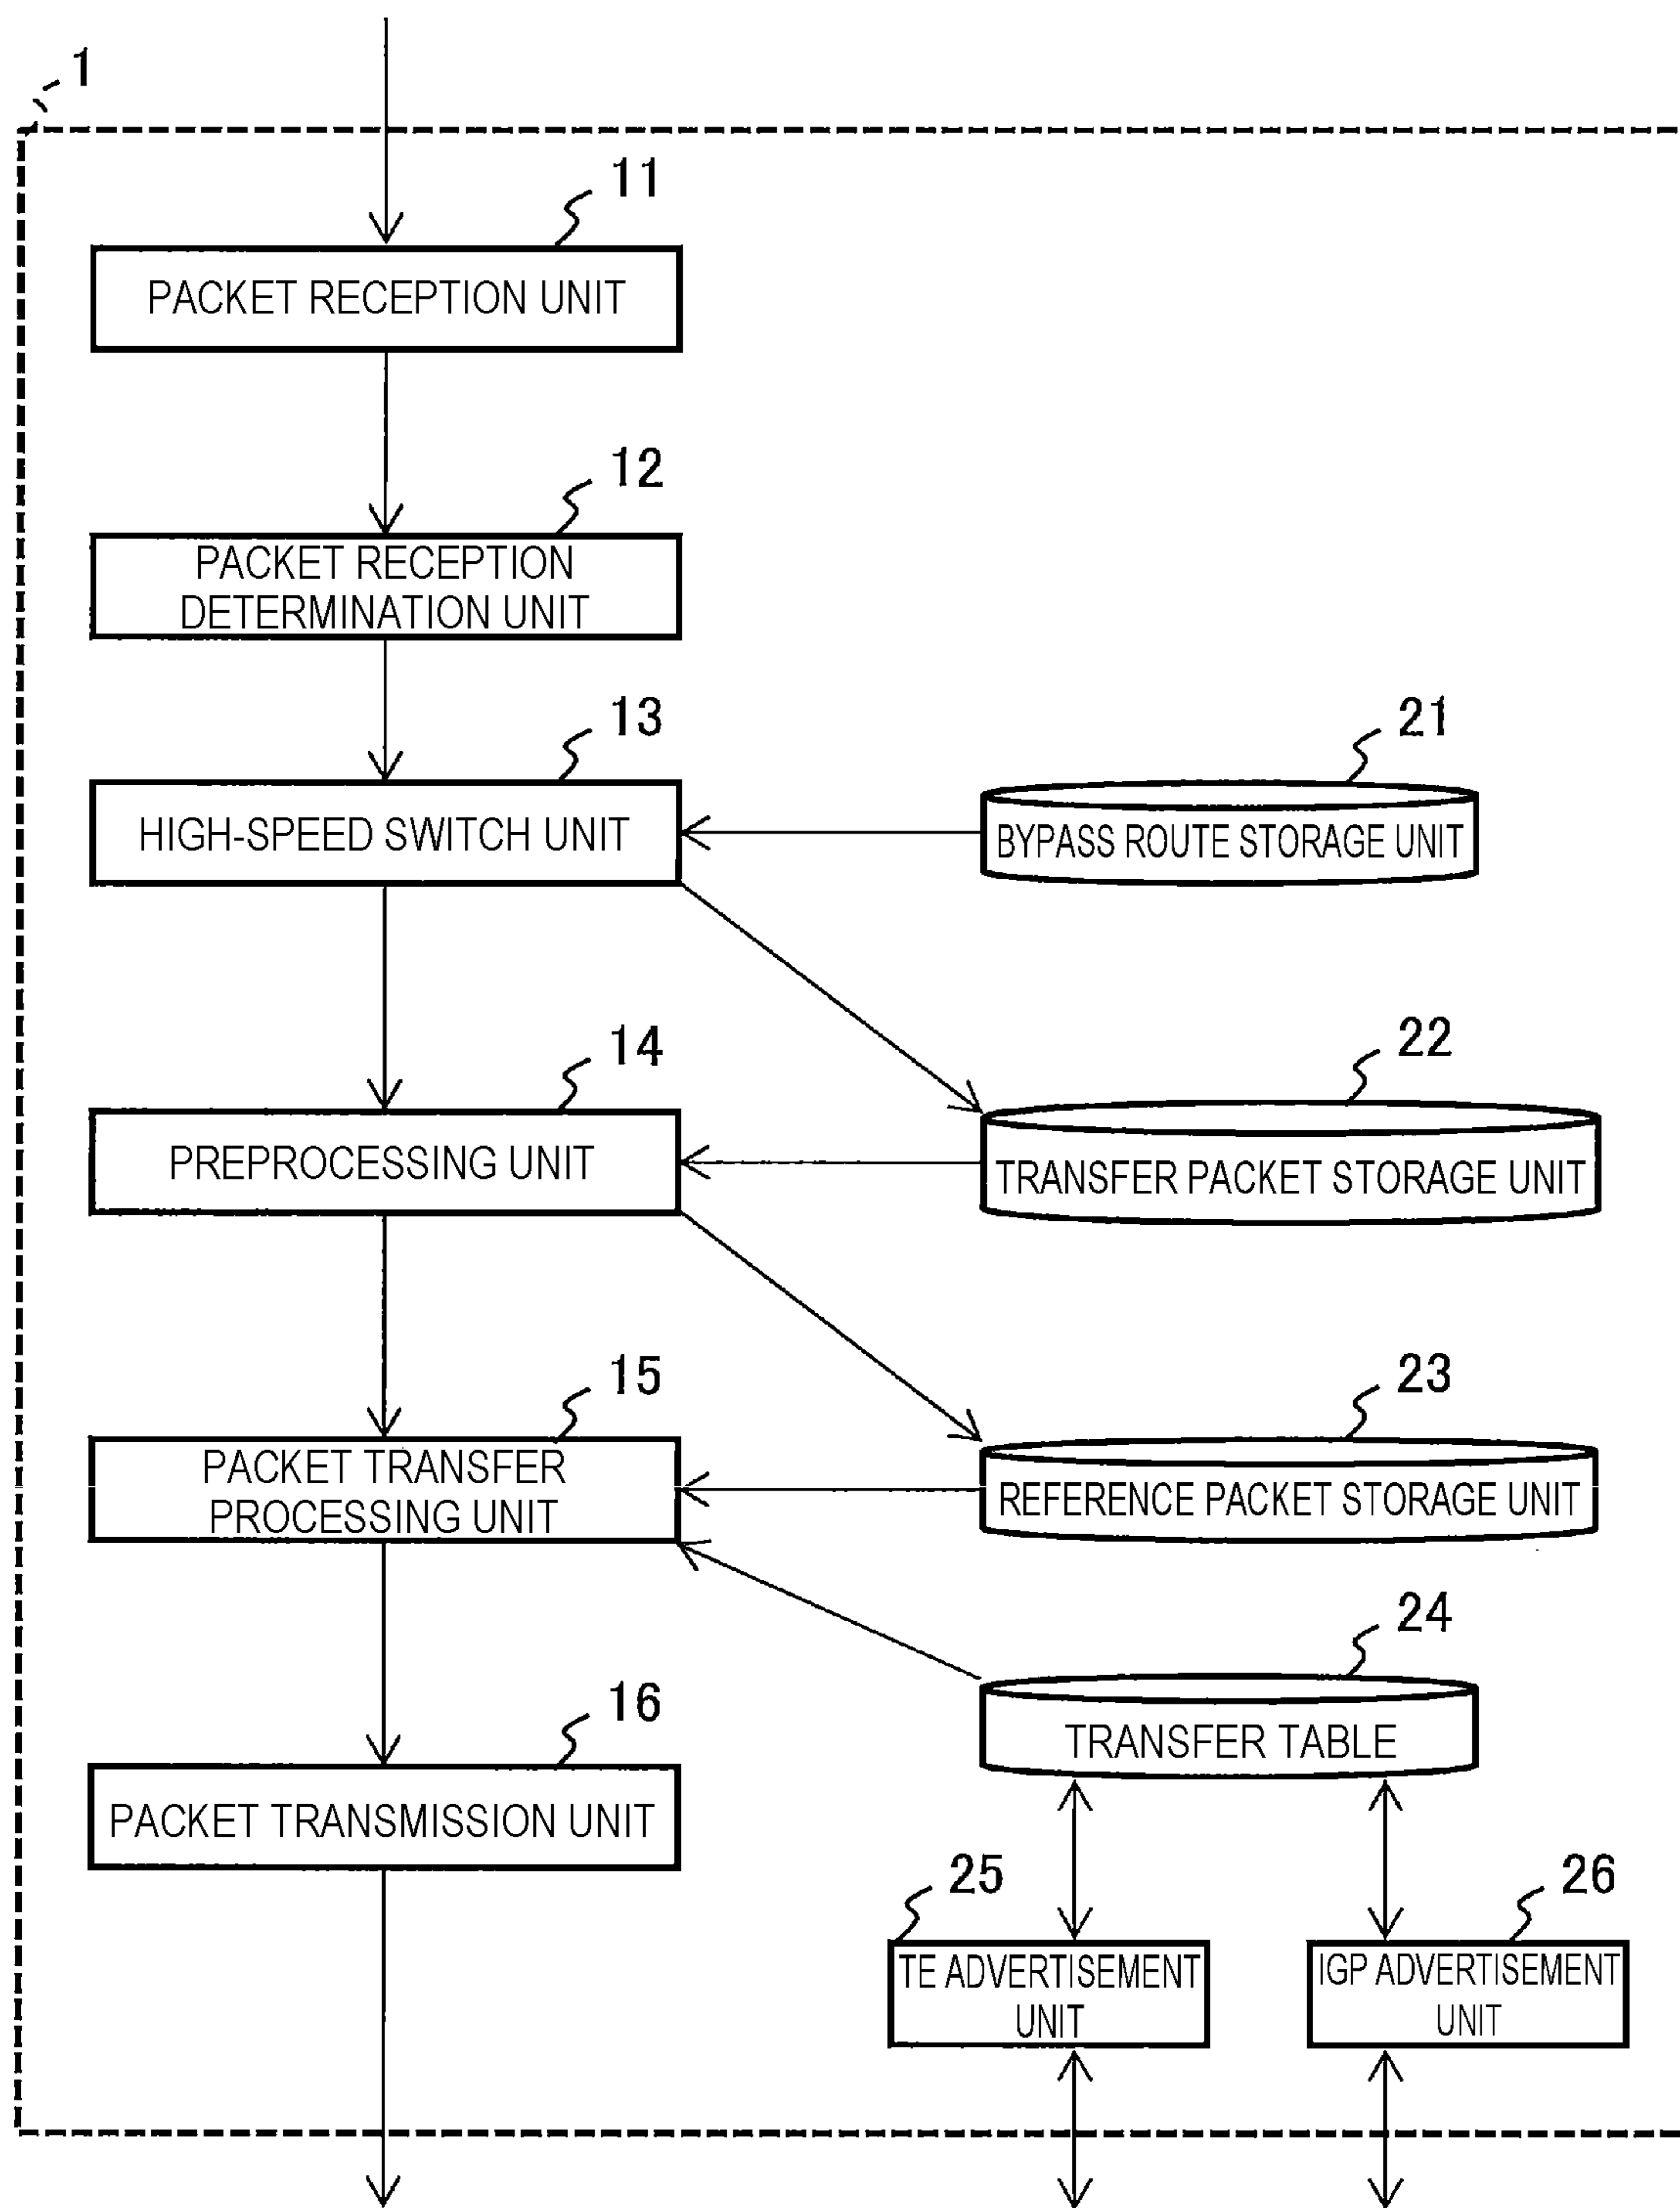 1
11
PACKET RECEPTION UNIT
12
PACKET RECEPTION
DETERMINATION UNIT
13
HIGH-SPEED SWITCH UNIT
21
BYPASS ROUTE STORAGE UNIT
14
PREPROCESSING UNIT
22
TRANSFER PACKET STORAGE UNIT
15
PACKET TRANSFER
PROCESSING UNIT
23
REFERENCE PACKET STORAGE UNIT
24
TRANSFER TABLE
16
PACKET TRANSMISSION UNIT
25
TE ADVERTISEMENT
UNIT
26
IGP ADVERTISEMENT
UNIT